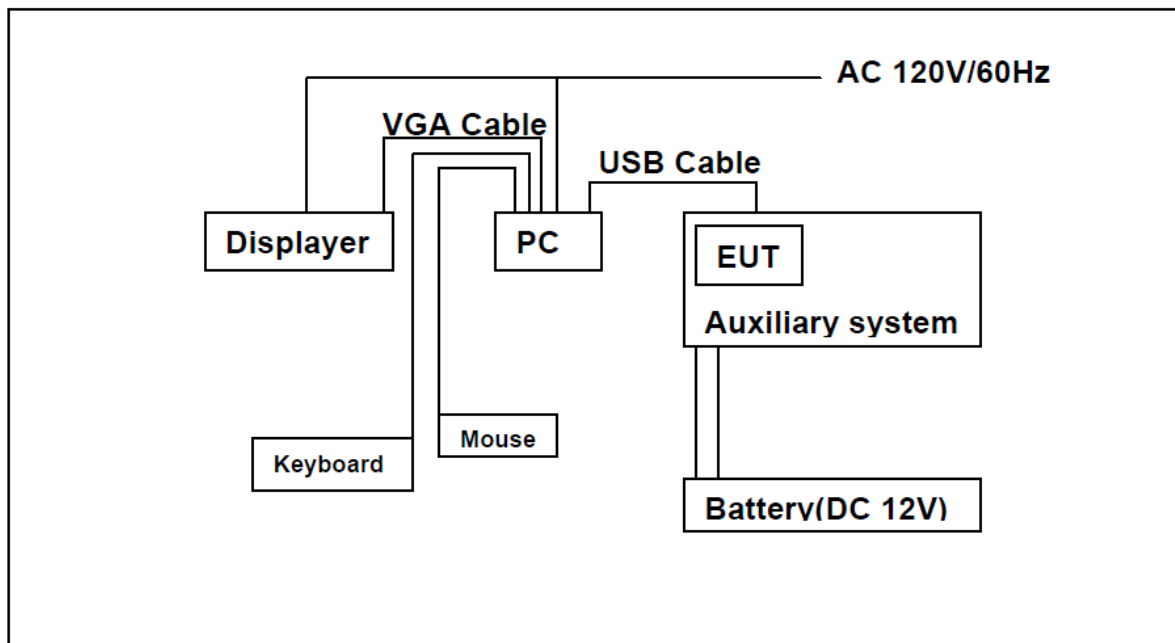 AC 120V/60Hz
VGA Cable
USB Cable
Displayer
PC
EUT
Auxiliary system
Mouse
Keyboard
Battery(DC 12V)